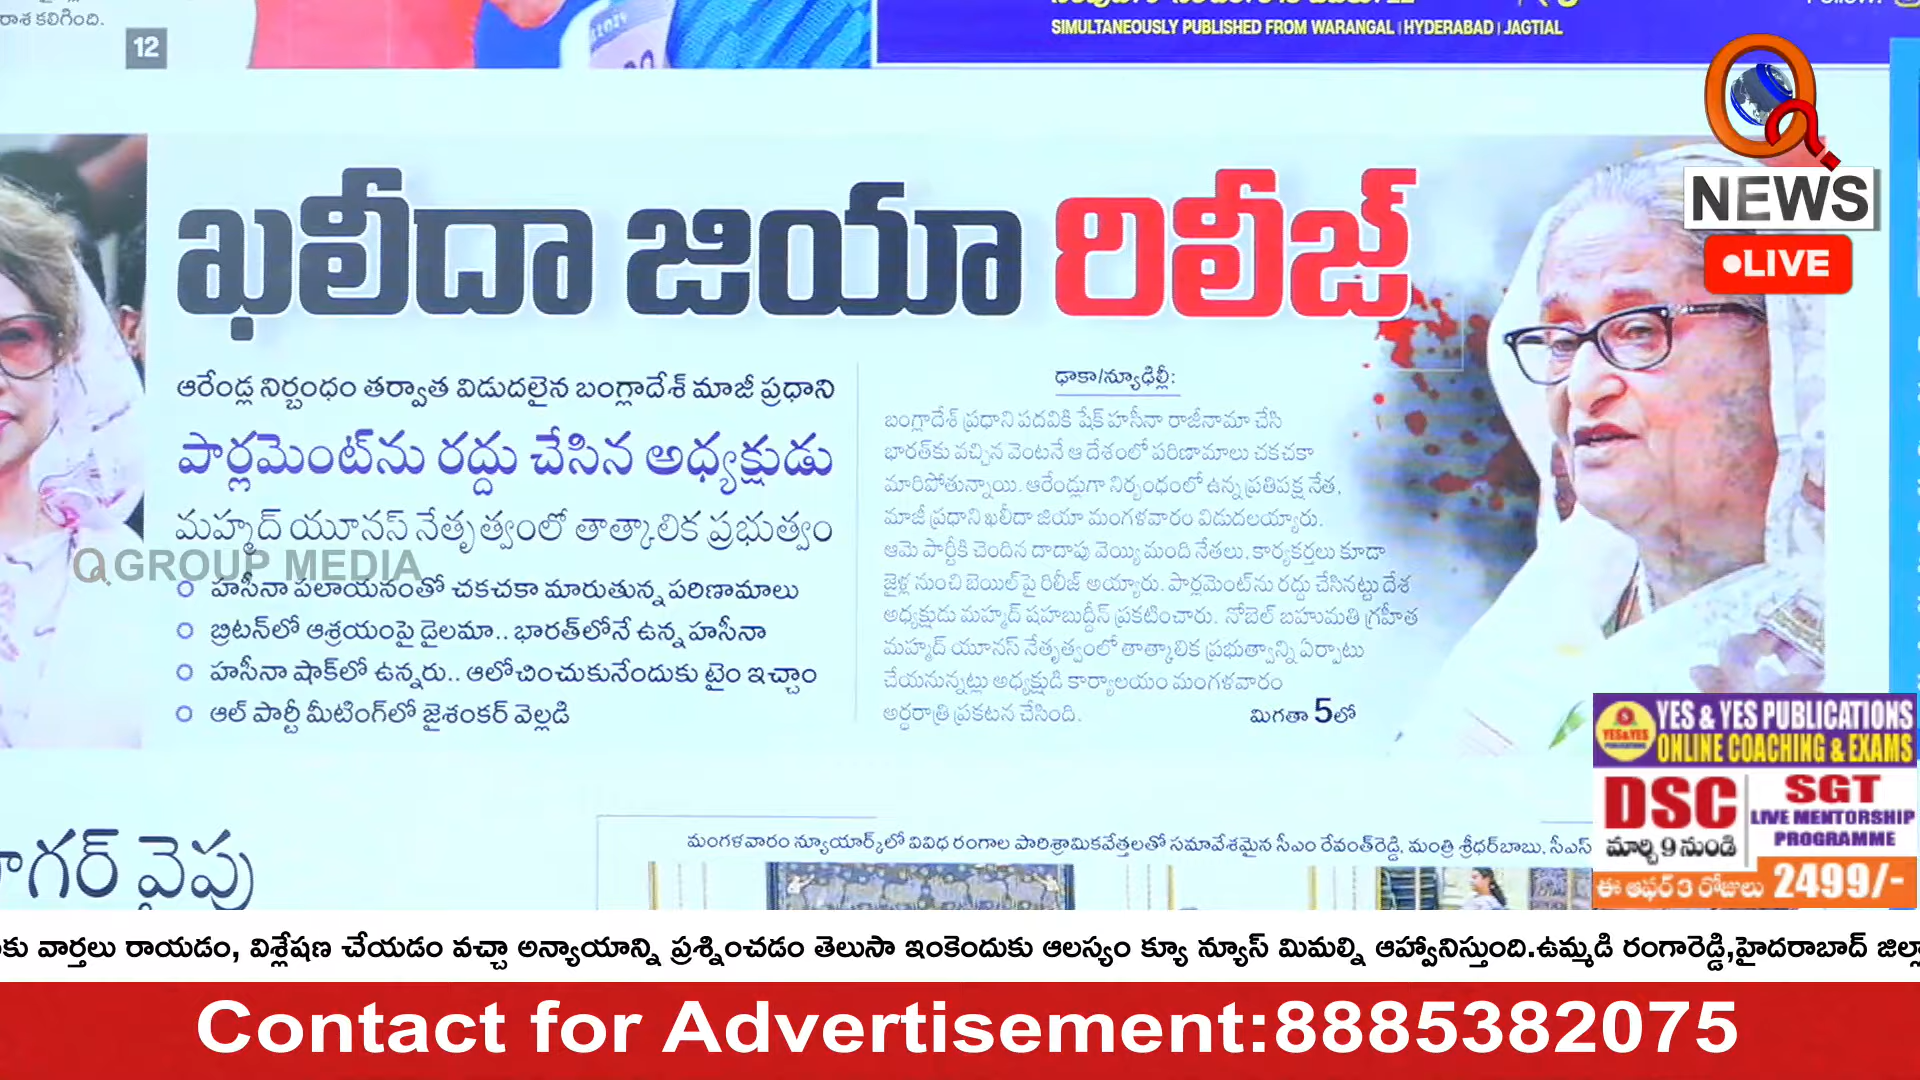 రాశ కలిగింది.
12
SIMULTANEOUSLY PUBLISHED FROM WARANGAL | HYDERABAD | JAGTIAL
Q
NEWS
LIVE
ఖలీదా జియా రిలీజ్
ఆరేండ్ల నిర్బంధం తర్వాత విడుదలైన బంగ్లాదేశ్ మాజీ ప్రధాని
పార్లమెంట్‌ను రద్దు చేసిన అధ్యక్షుడు
మహ్మద్ యూనస్ నేతృత్వంలో తాత్కాలిక ప్రభుత్వం
Q GROUP MEDIA
హసీనా పలాయనంతో చకచకా మారుతున్న పరిణామాలు
బ్రిటన్‌లో ఆశ్రయంపై డైలమా.. భారత్‌లోనే ఉన్న హసీనా
హసీనా షాక్‌లో ఉన్నరు.. ఆలోచించుకునేందుకు టైం ఇచ్చాం
ఆల్ పార్టీ మీటింగ్‌లో జైశంకర్ వెల్లడి
ఢాకా/న్యూఢిల్లీ:
బంగ్లాదేశ్ ప్రధాని పదవికి షేక్ హసీనా రాజీనామా చేసి
భారత్‌కు వచ్చిన వెంటనే ఆ దేశంలో పరిణామాలు చకచకా
మారిపోతున్నాయి. ఆరేండ్లుగా నిర్బంధంలో ఉన్న ప్రతిపక్ష నేత,
మాజీ ప్రధాని ఖలీదా జియా మంగళవారం విడుదలయ్యారు.
ఆమె పార్టీకి చెందిన దాదాపు వెయ్యి మంది నేతలు, కార్యకర్తలు కూడా
జైళ్ల నుంచి బెయిల్‌పై రిలీజ్ అయ్యారు. పార్లమెంట్‌ను రద్దు చేసినట్టు దేశ
అధ్యక్షుడు మహ్మద్ షహబుద్దీన్ ప్రకటించారు. నోబెల్ బహుమతి గ్రహీత
మహ్మద్ యూనస్ నేతృత్వంలో తాత్కాలిక ప్రభుత్వాన్ని ఏర్పాటు
చేయనున్నట్లు అధ్యక్షుడి కార్యాలయం మంగళవారం
అర్ధరాత్రి ప్రకటన చేసింది. మిగతా 5లో
YES & YES PUBLICATIONS
ONLINE COACHING & EXAMS
YES&YES
DSC
మార్చి 9 నుండి
SGT
LIVE MENTORSHIP
PROGRAMME
ఈ ఆఫర్ 3 రోజులు 2499/-
గర్ వైపు
మంగళవారం న్యూయార్క్‌లో వివిధ రంగాల పారిశ్రామికవేత్తలతో సమావేశమైన సీఎం రేవంత్‌రెడ్డి. మంత్రి శ్రీధర్‌బాబు, సీఎస్
కు వార్తలు రాయడం, విశ్లేషణ చేయడం వచ్చా అన్యాయాన్ని ప్రశ్నించడం తెలుసా ఇంకెందుకు ఆలస్యం క్యూ న్యూస్ మిమల్ని ఆహ్వానిస్తుంది.ఉమ్మడి రంగారెడ్డి,హైదరాబాద్
Contact for Advertisement:8885382075